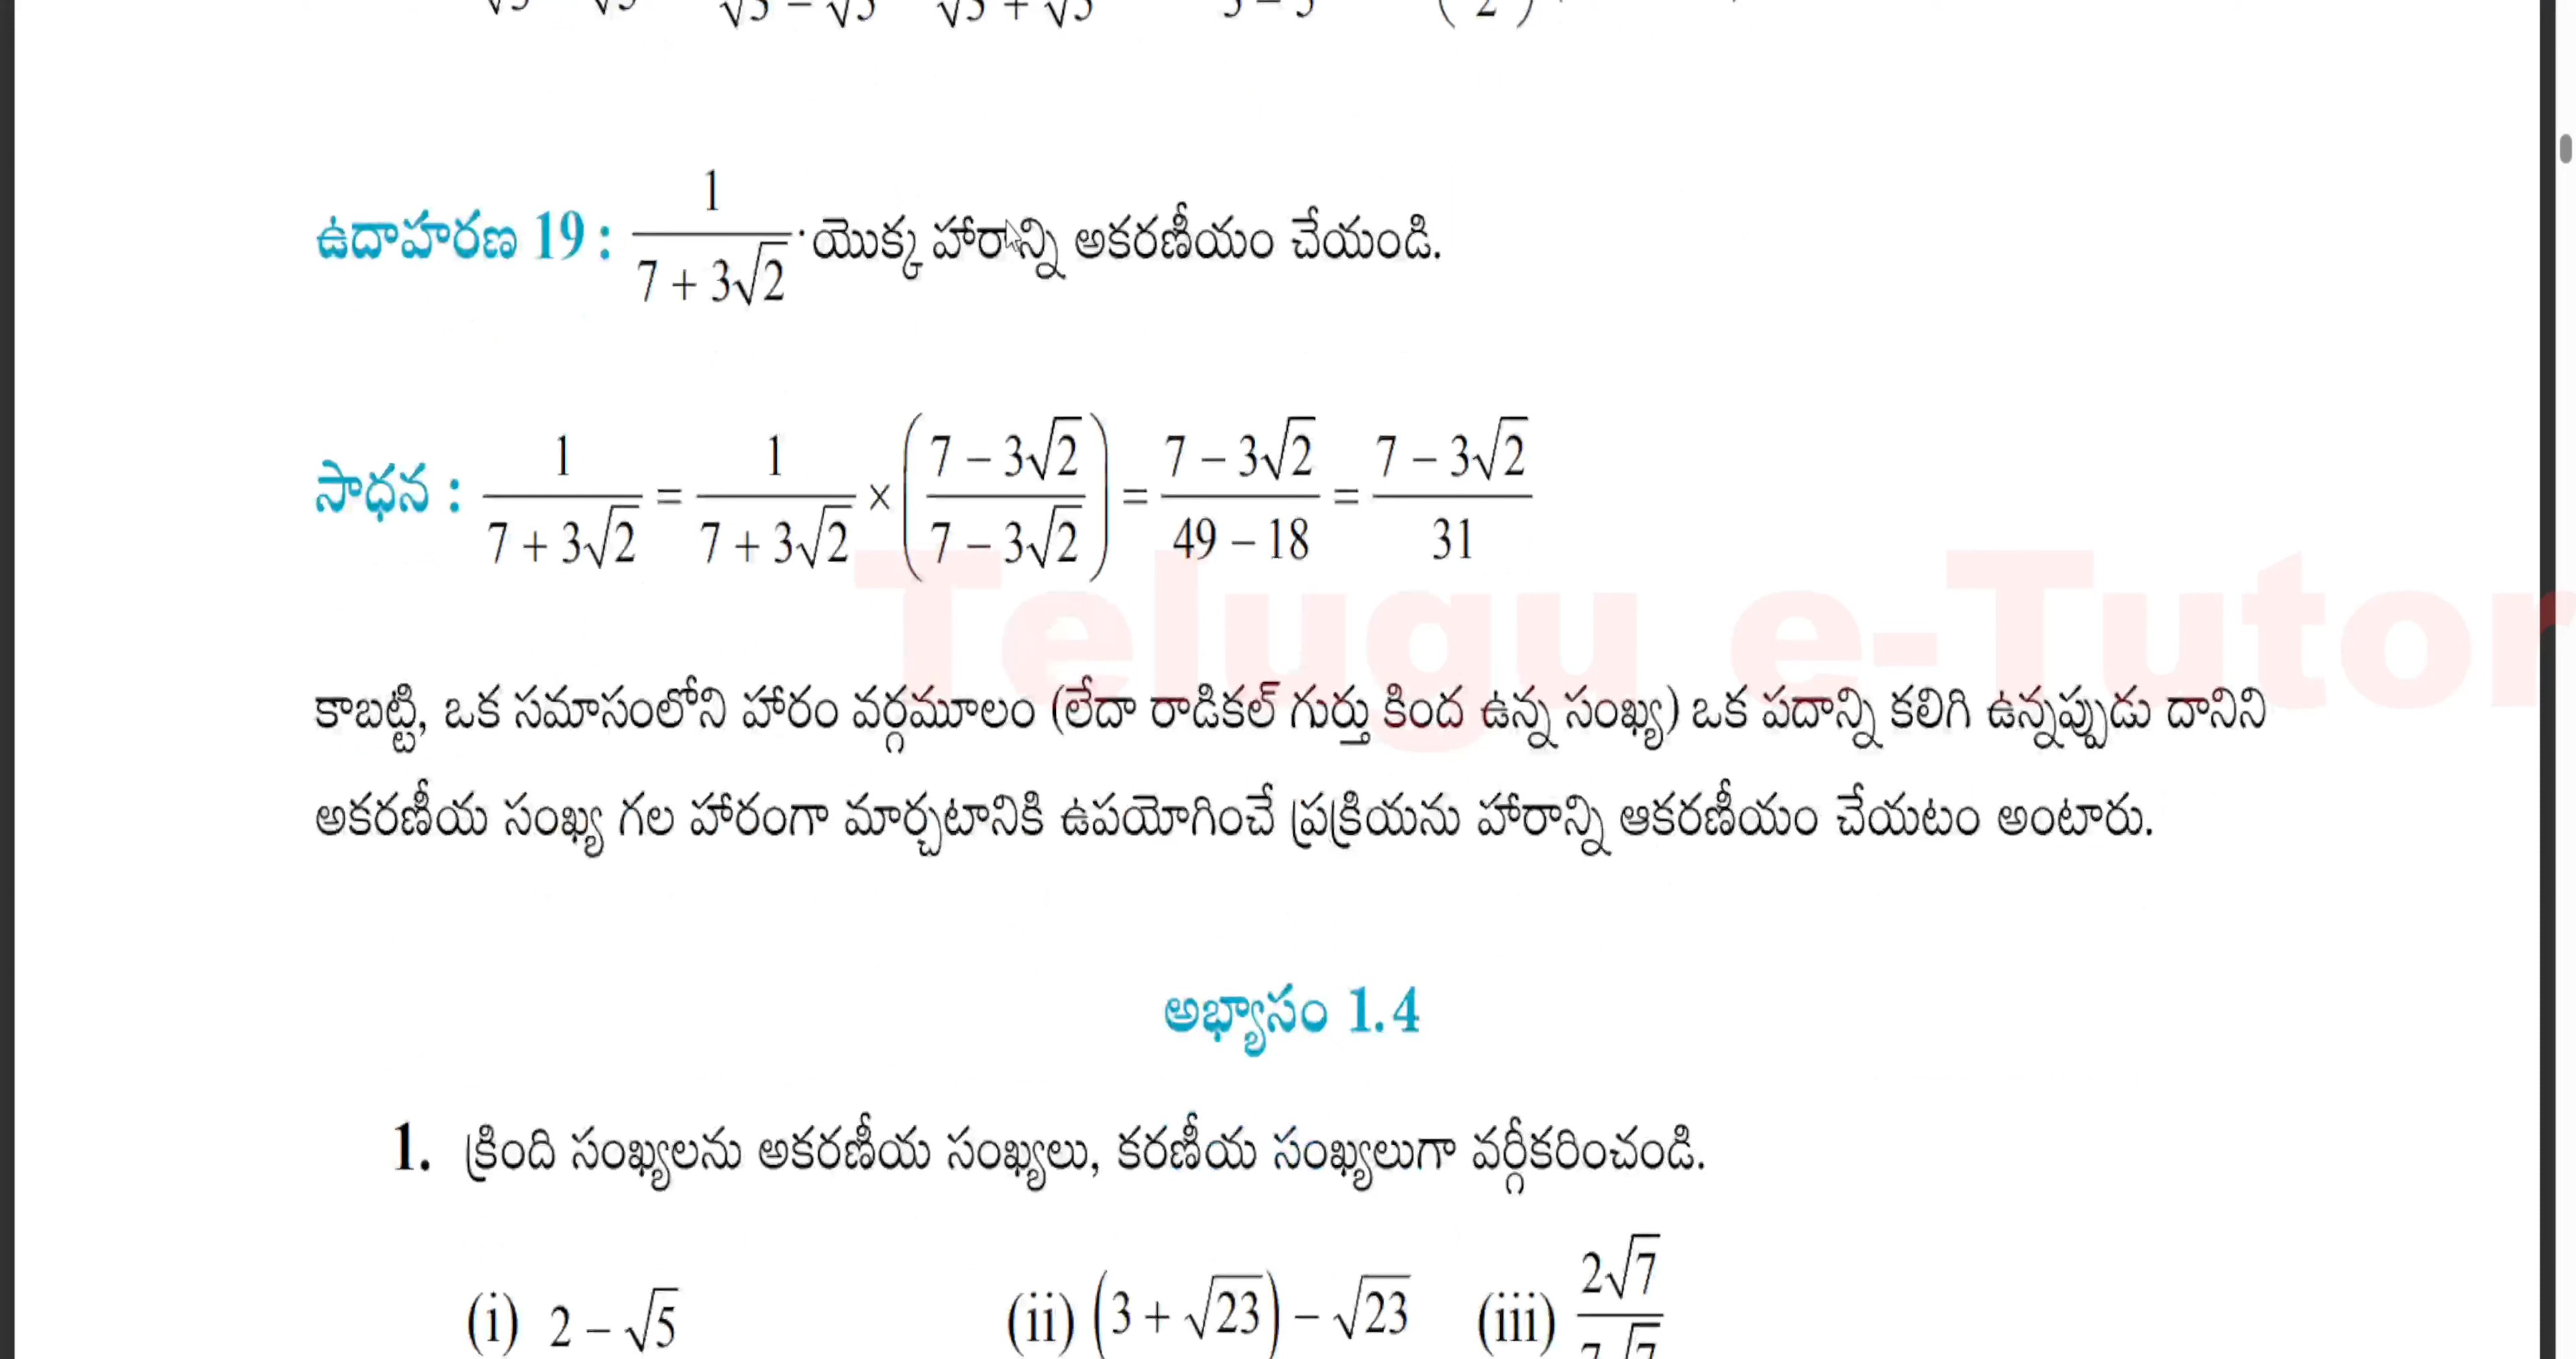 ఉదాహరణ 19 : 1/(7 + 3√2) · యొక్క హారాన్ని అకరణీయం చేయండి.
సాధన : 1/(7 + 3√2) = 1/(7 + 3√2) × ((7 – 3√2)/(7 – 3√2)) = (7 – 3√2)/(49 – 18) = (7 – 3√2)/31
Telugu e-Tutor
కాబట్టి, ఒక సమాసంలోని హారం వర్గమూలం (లేదా రాడికల్ గుర్తు కింద ఉన్న సంఖ్య) ఒక పదాన్ని కలిగి ఉన్నప్పుడు దానిని
అకరణీయ సంఖ్య గల హారంగా మార్చటానికి ఉపయోగించే ప్రక్రియను హారాన్ని ఆకరణీయం చేయటం అంటారు.
అభ్యాసం 1.4
1. క్రింది సంఖ్యలను అకరణీయ సంఖ్యలు, కరణీయ సంఖ్యలుగా వర్గీకరించండి.
(i) 2 – √5 (ii) (3 + √23) – √23 (iii) 2√7/7√7